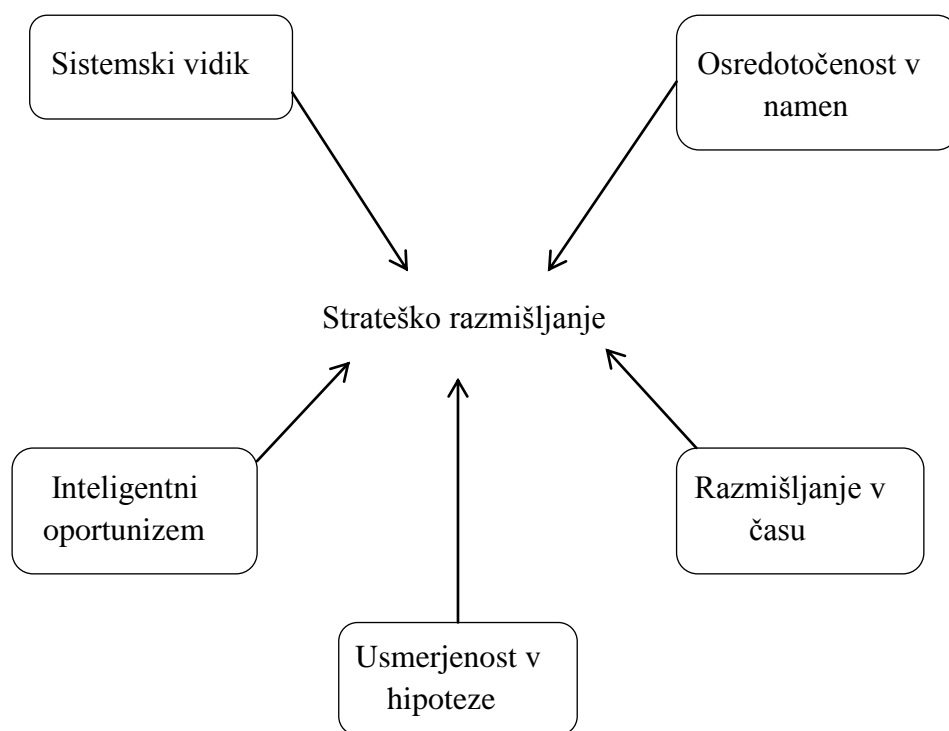 Sistemski vidik
Osredotočenost v
namen
Strateško razmišljanje
Inteligentni
oportunizem
Razmišljanje v
času
Usmerjenost v
hipoteze